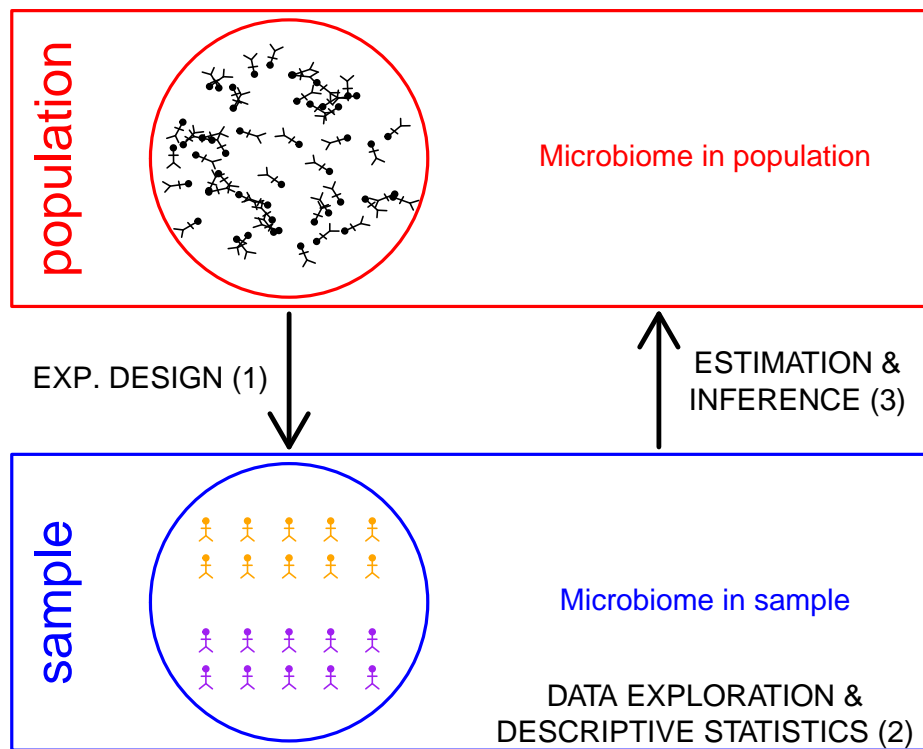 population
Microbiome in population
EXP. DESIGN (1)
ESTIMATION &
INFERENCE (3)
sample
Microbiome in sample
DATA EXPLORATION &
DESCRIPTIVE STATISTICS (2)